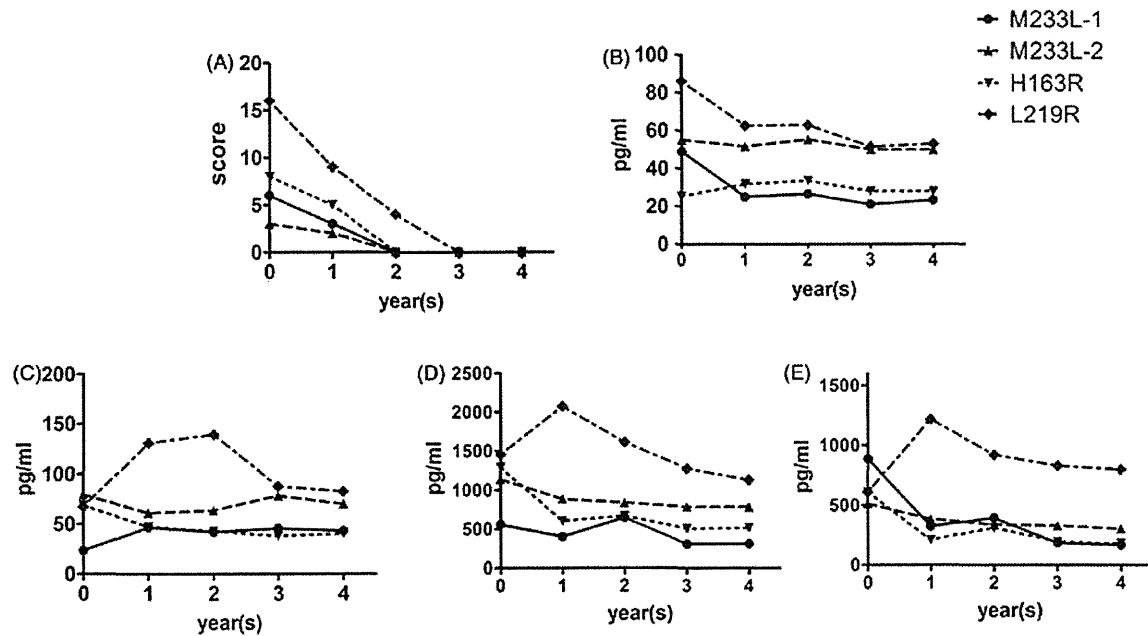 M233L-1
M233L-2
H163R
L219R
(A)
20
15
10
5
0
score
0 1 2 3 4
year(s)
(B)
100
80
60
40
20
0
pg/ml
0 1 2 3 4
year(s)
(C)
200
150
100
50
0
pg/ml
0 1 2 3 4
year(s)
(D)
2500
2000
1500
1000
500
0
pg/ml
0 1 2 3 4
year(s)
(E)
1500
1000
500
0
pg/ml
0 1 2 3 4
year(s)